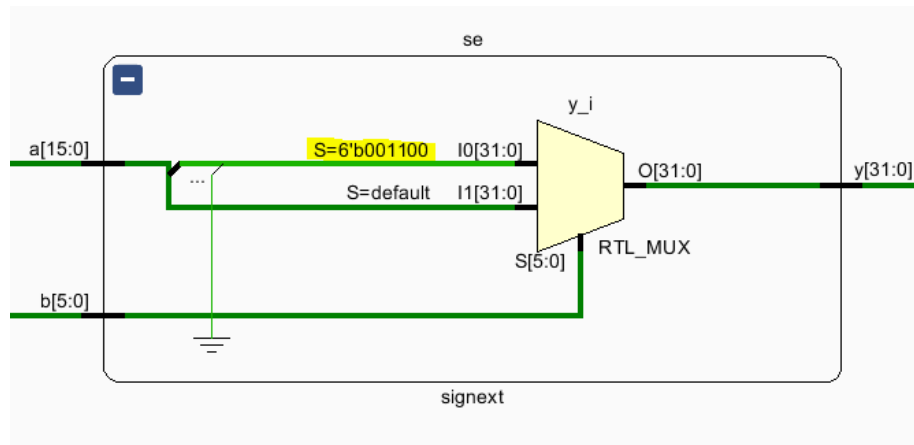 se
y_i
a[15:0]
S=6'b001100 I0[31:0]
...
S=default I1[31:0]
O[31:0]
y[31:0]
S[5:0]
RTL_MUX
b[5:0]
signext